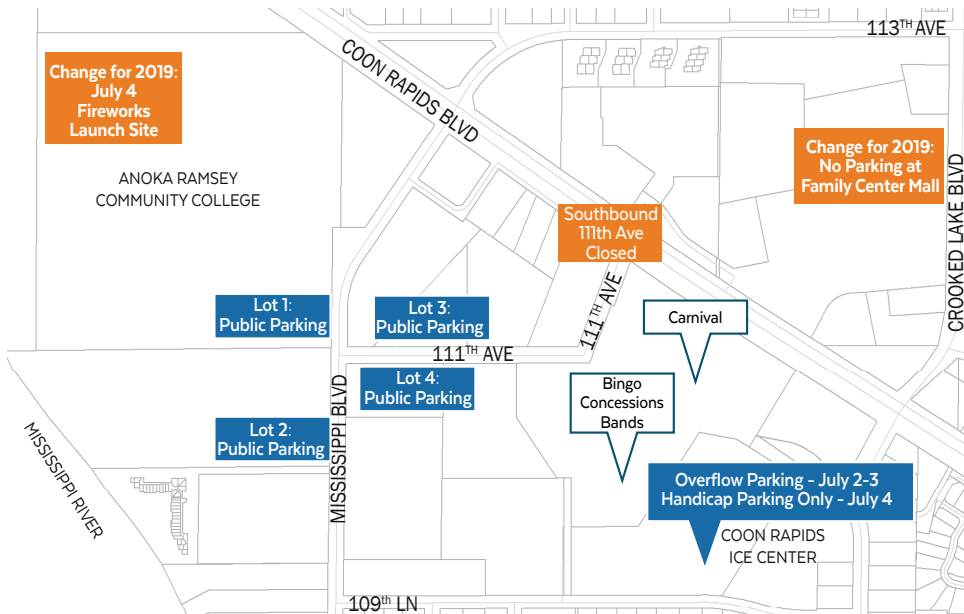 113TH AVE
Change for 2019:
July 4
Fireworks
Launch Site
COON RAPIDS BLVD
Change for 2019:
No Parking at
Family Center Mall
ANOKA RAMSEY
COMMUNITY COLLEGE
Southbound
111th Ave
Closed
CROOKED LAKE BLVD
Lot 1:
Public Parking
Lot 3:
Public Parking
111TH AVE
Carnival
111TH AVE
Lot 4:
Public Parking
Bingo
Concessions
Bands
Lot 2:
Public Parking
MISSISSIPPI BLVD
MISSISSIPPI RIVER
Overflow Parking - July 2-3
Handicap Parking Only - July 4
COON RAPIDS
ICE CENTER
109th LN